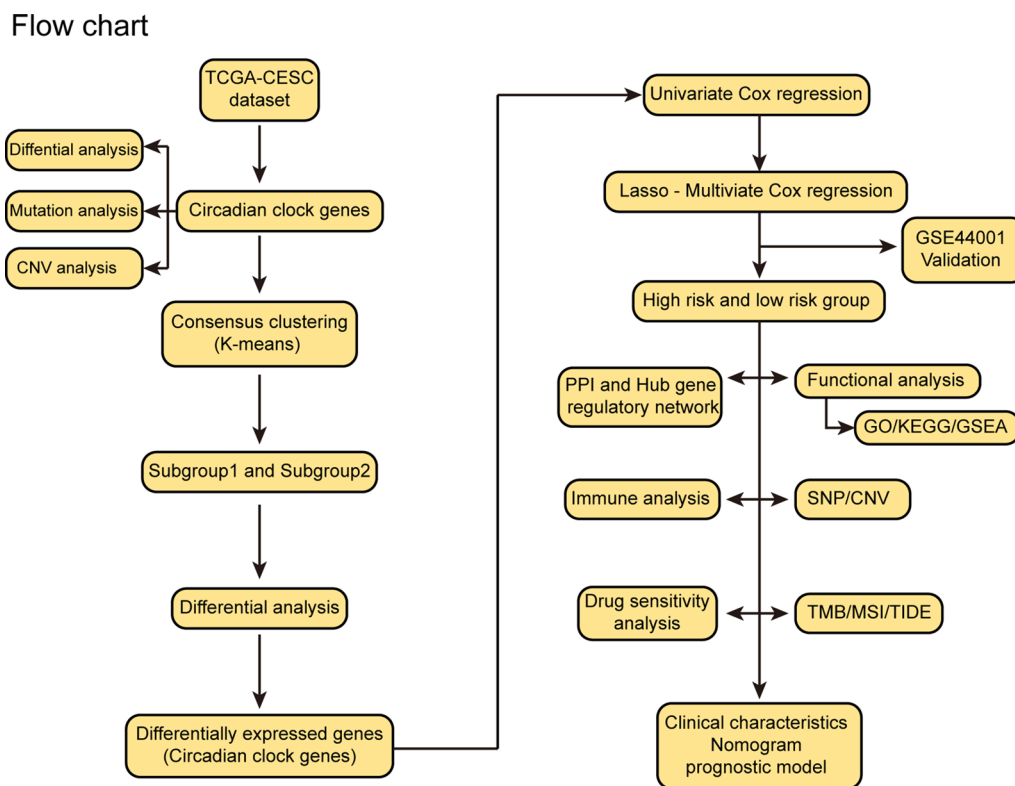 Flow chart
TCGA-CESC
dataset
Diffential analysis
Mutation analysis
CNV analysis
Circadian clock genes
Consensus clustering
(K-means)
Subgroup1 and Subgroup2
Differential analysis
Differentially expressed genes
(Circadian clock genes)
Univariate Cox regression
Lasso - Multiviate Cox regression
GSE44001
Validation
High risk and low risk group
PPI and Hub gene
regulatory network
Functional analysis
GO/KEGG/GSEA
Immune analysis
SNP/CNV
Drug sensitivity
analysis
TMB/MSI/TIDE
Clinical characteristics
Nomogram
prognostic model